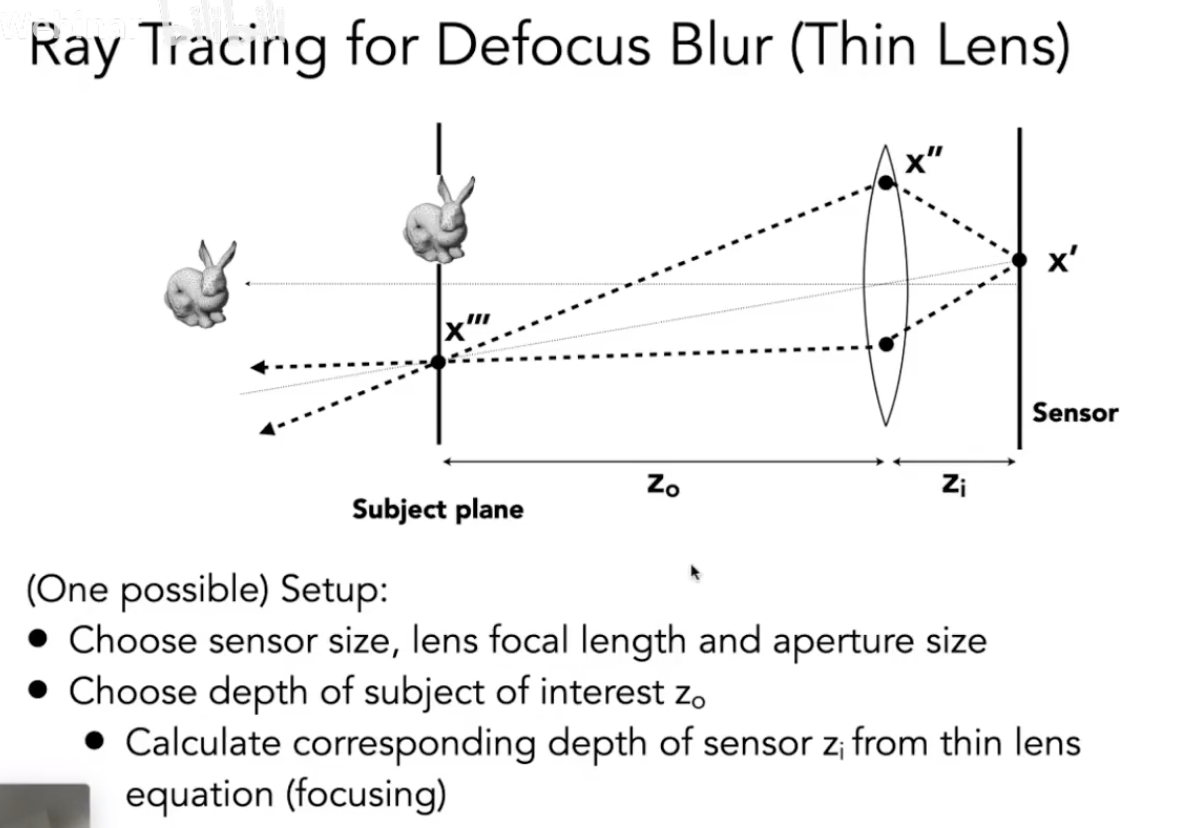 Ray Tracing for Defocus Blur (Thin Lens)
x''
x'
x'''
Sensor
zo
zi
Subject plane
(One possible) Setup:
● Choose sensor size, lens focal length and aperture size
● Choose depth of subject of interest zo
● Calculate corresponding depth of sensor zi from thin lens
equation (focusing)